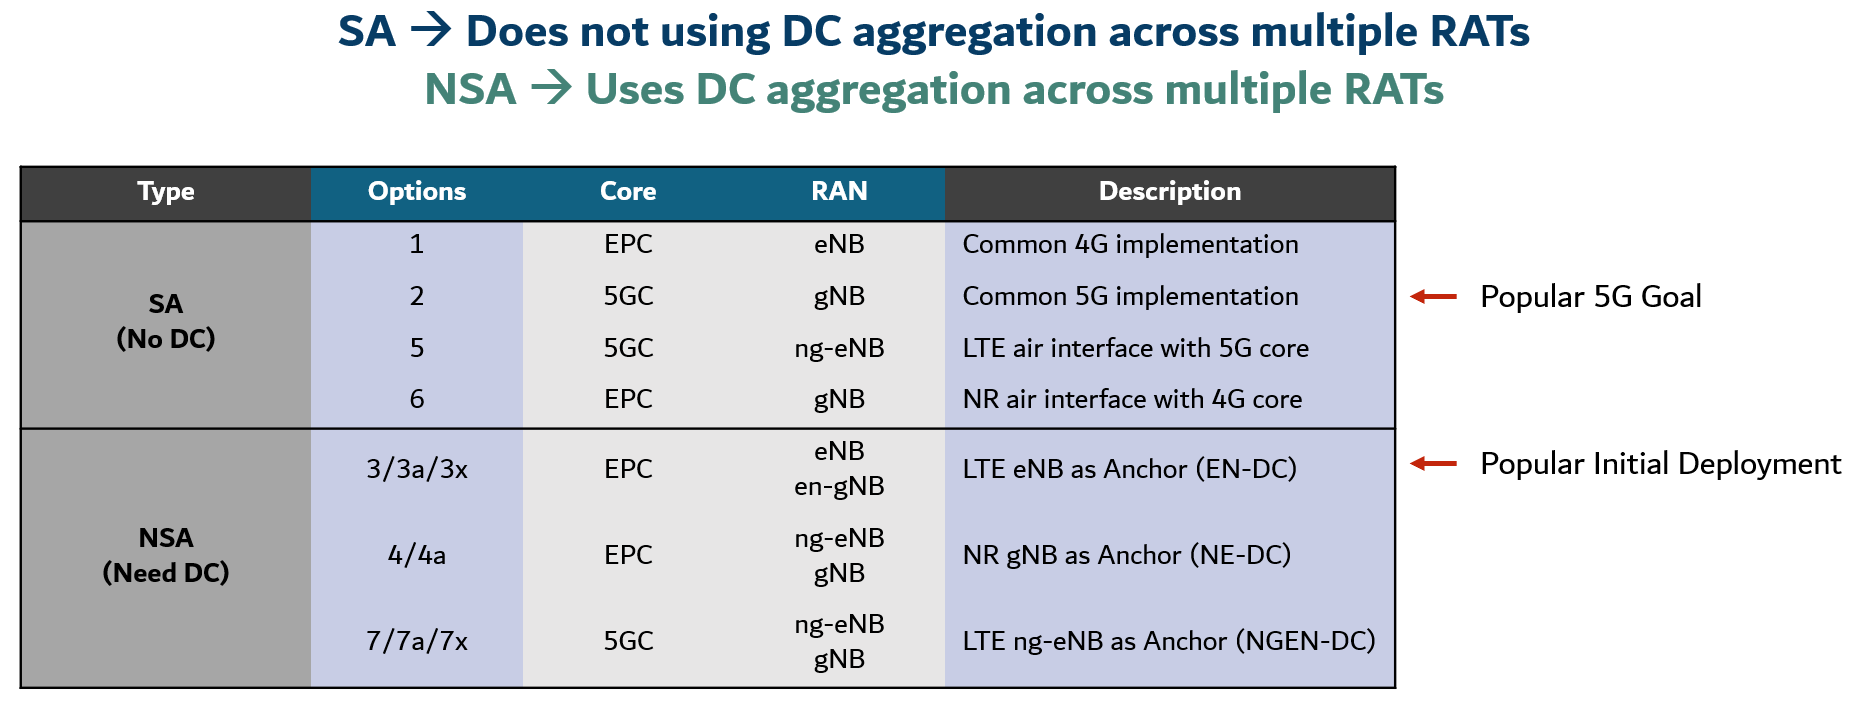 SA → Does not using DC aggregation across multiple RATs
NSA → Uses DC aggregation across multiple RATs
Type Options Core RAN Description
SA
(No DC)
1 EPC eNB Common 4G implementation
2 5GC gNB Common 5G implementation ← Popular 5G Goal
5 5GC ng-eNB LTE air interface with 5G core
6 EPC gNB NR air interface with 4G core
NSA
(Need DC)
3/3a/3x EPC eNB
en-gNB LTE eNB as Anchor (EN-DC) ← Popular Initial Deployment
4/4a EPC ng-eNB
gNB NR gNB as Anchor (NE-DC)
7/7a/7x 5GC ng-eNB
gNB LTE ng-eNB as Anchor (NGEN-DC)